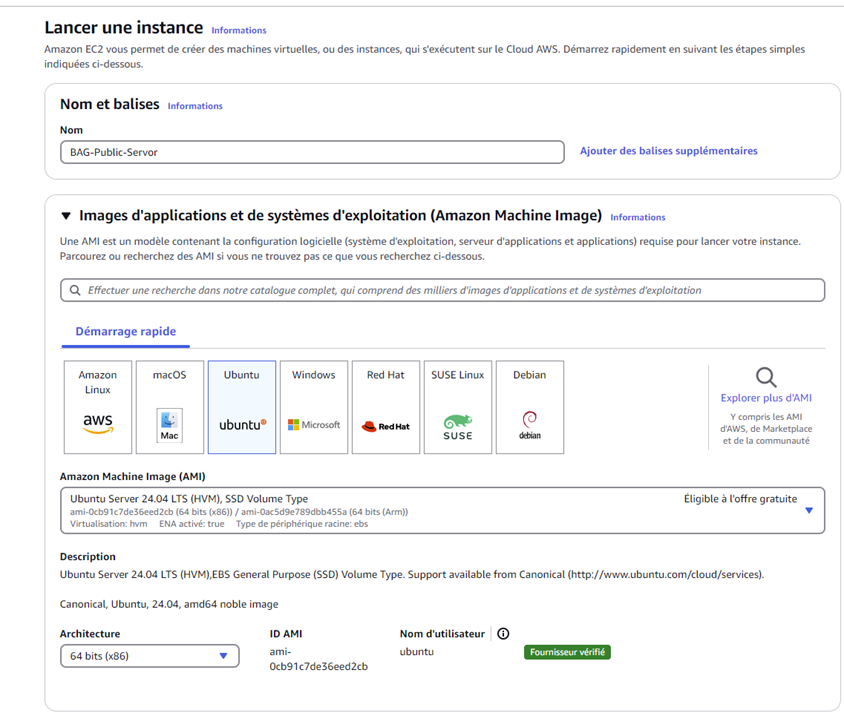 Lancer une instance Informations
Amazon EC2 vous permet de créer des machines virtuelles, ou des instances, qui s'exécutent sur le Cloud AWS. Démarrez rapidement en suivant les étapes simples
indiquées ci-dessous.
Nom et balises Informations
Nom
BAG-Public-Servor
Ajouter des balises supplémentaires
Images d'applications et de systèmes d'exploitation (Amazon Machine Image) Informations
Une AMI est un modèle contenant la configuration logicielle (système d'exploitation, serveur d'applications et applications) requise pour lancer votre instance.
Parcourez ou recherchez des AMI si vous ne trouvez pas ce que vous recherchez ci-dessous.
Effectuer une recherche dans notre catalogue complet, qui comprend des milliers d'images d'applications et de systèmes d'exploitation
Démarrage rapide
Amazon
Linux
aws
macOS
Mac
Ubuntu
ubuntu
Windows
Microsoft
Red Hat
Red Hat
SUSE Linux
SUSE
Debian
debian
Explorer plus d'AMI
Y compris les AMI
d'AWS, de Marketplace
et de la communauté
Amazon Machine Image (AMI)
Ubuntu Server 24.04 LTS (HVM), SSD Volume Type
Éligible à l'offre gratuite
ami-0cb91c7de36eed2cb (64 bits (x86)) / ami-0ac5d9e789dbb455a (64 bits (Arm))
Virtualisation: hvm ENA activé: true Type de périphérique racine: ebs
Description
Ubuntu Server 24.04 LTS (HVM),EBS General Purpose (SSD) Volume Type. Support available from Canonical (http://www.ubuntu.com/cloud/services).
Canonical, Ubuntu, 24.04, amd64 noble image
Architecture
64 bits (x86)
ID AMI
ami-
0cb91c7de36eed2cb
Nom d'utilisateur
ubuntu
Fournisseur vérifié